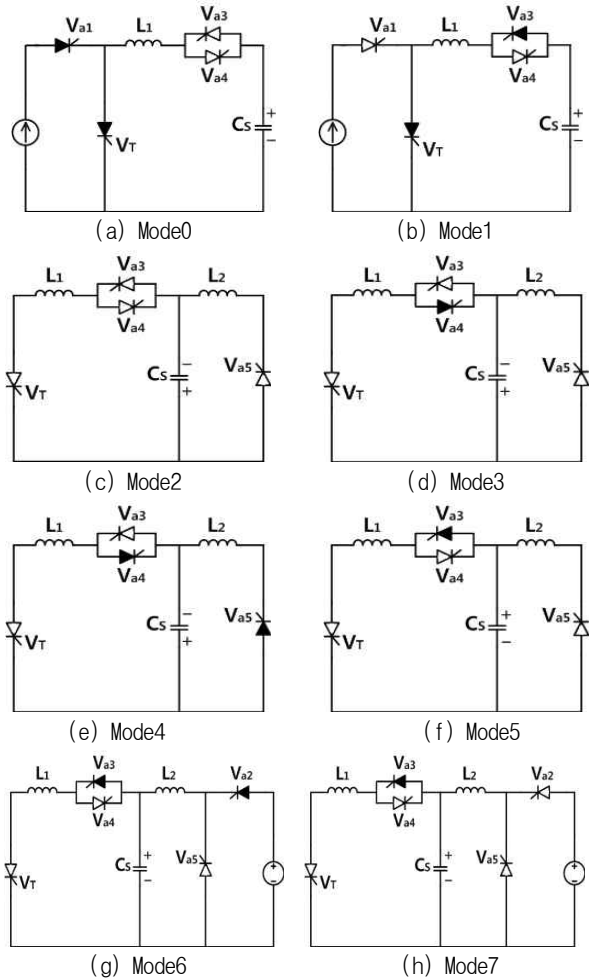 Va1 L1 Va3
Va4
CS + −
VT
(a) Mode0
Va1 L1 Va3
Va4
CS + −
VT
(b) Mode1
L1 Va3 L2
Va4
VT CS − + Va5
(c) Mode2
L1 Va3 L2
Va4
VT CS − + Va5
(d) Mode3
L1 Va3 L2
Va4
VT CS − + Va5
(e) Mode4
L1 Va3 L2
Va4
VT CS + − Va5
(f) Mode5
L1 Va3 L2 Va2
Va4
VT CS + − Va5 + −
(g) Mode6
L1 Va3 L2 Va2
Va4
VT CS + − Va5 + −
(h) Mode7